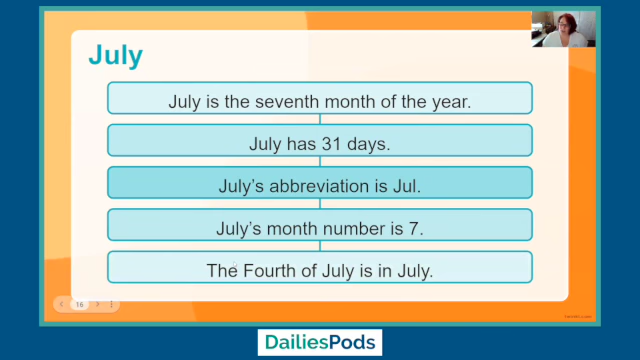 July
July is the seventh month of the year.
July has 31 days.
July's abbreviation is Jul.
July's month number is 7.
The Fourth of July is in July.
16
DailiesPods